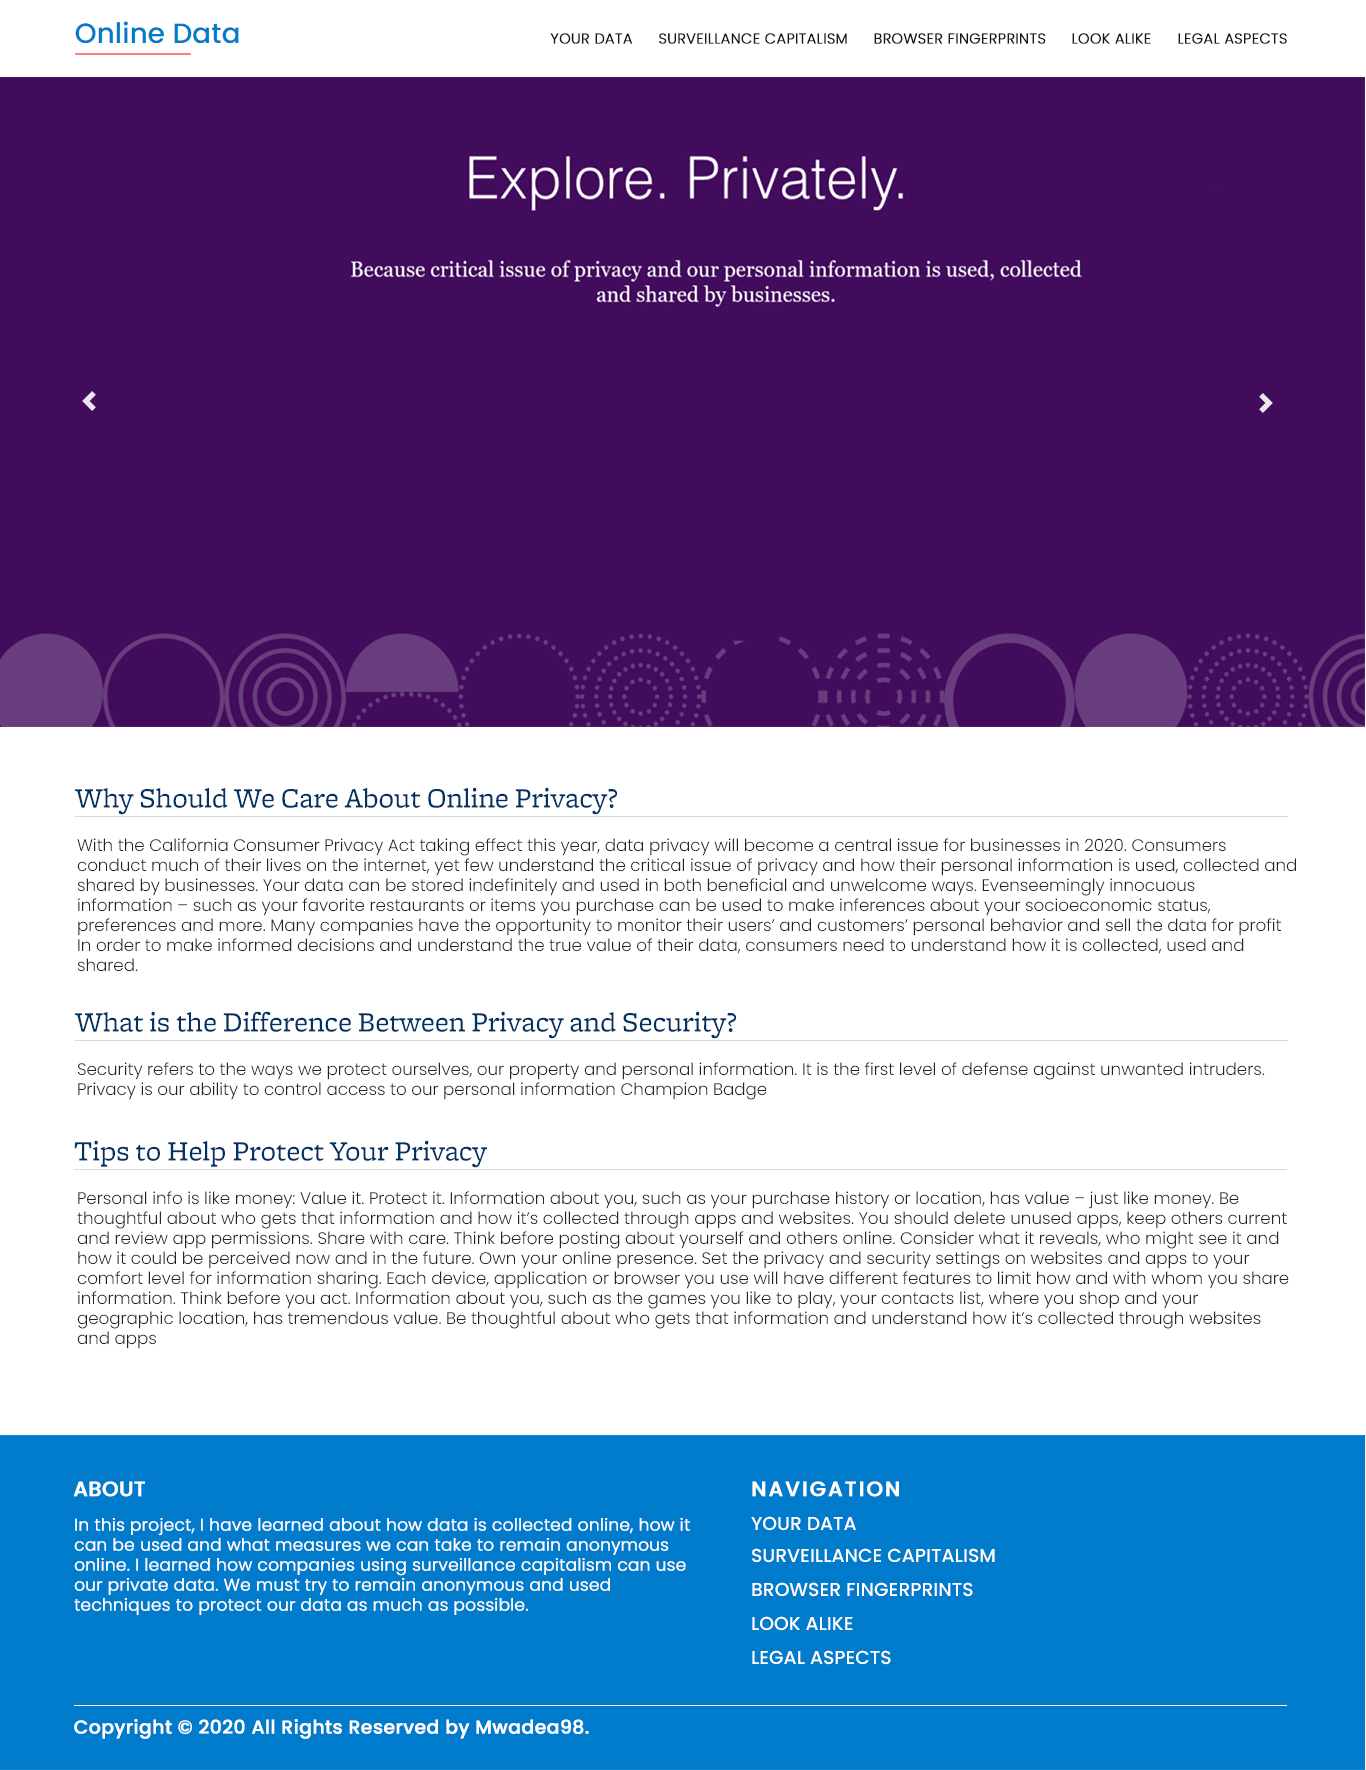 Online Data
YOUR DATA SURVEILLANCE CAPITALISM BROWSER FINGERPRINTS LOOK ALIKE LEGAL ASPECTS
Explore. Privately.
Because critical issue of privacy and our personal information is used, collected
and shared by businesses.
Why Should We Care About Online Privacy?
With the California Consumer Privacy Act taking effect this year, data privacy will become a central issue for businesses in 2020. Consumers
conduct much of their lives on the internet, yet few understand the critical issue of privacy and how their personal information is used, collected and
shared by businesses. Your data can be stored indefinitely and used in both beneficial and unwelcome ways. Evenseemingly innocuous
information – such as your favorite restaurants or items you purchase can be used to make inferences about your socioeconomic status,
preferences and more. Many companies have the opportunity to monitor their users’ and customers’ personal behavior and sell the data for profit
In order to make informed decisions and understand the true value of their data, consumers need to understand how it is collected, used and
shared.
What is the Difference Between Privacy and Security?
Security refers to the ways we protect ourselves, our property and personal information. It is the first level of defense against unwanted intruders.
Privacy is our ability to control access to our personal information Champion Badge
Tips to Help Protect Your Privacy
Personal info is like money: Value it. Protect it. Information about you, such as your purchase history or location, has value – just like money. Be
thoughtful about who gets that information and how it’s collected through apps and websites. You should delete unused apps, keep others current
and review app permissions. Share with care. Think before posting about yourself and others online. Consider what it reveals, who might see it and
how it could be perceived now and in the future. Own your online presence. Set the privacy and security settings on websites and apps to your
comfort level for information sharing. Each device, application or browser you use will have different features to limit how and with whom you share
information. Think before you act. Information about you, such as the games you like to play, your contacts list, where you shop and your
geographic location, has tremendous value. Be thoughtful about who gets that information and understand how it’s collected through websites
and apps
ABOUT
In this project, I have learned about how data is collected online, how it
can be used and what measures we can take to remain anonymous
online. I learned how companies using surveillance capitalism can use
our private data. We must try to remain anonymous and used
techniques to protect our data as much as possible.
NAVIGATION
YOUR DATA
SURVEILLANCE CAPITALISM
BROWSER FINGERPRINTS
LOOK ALIKE
LEGAL ASPECTS
Copyright © 2020 All Rights Reserved by Mwadea98.